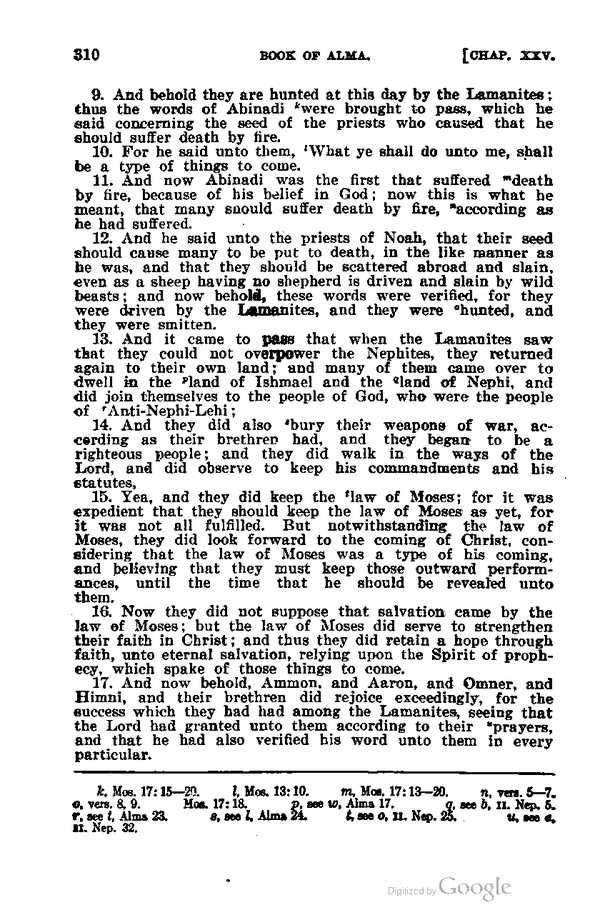 310 BOOK OF ALMA. [CHAP. XXV.
9. And behold they are hunted at this day by the Lamanites;
thus the words of Abinadi ᵏwere brought to pass, which he
said concerning the seed of the priests who caused that he
should suffer death by fire.
10. For he said unto them, ˡWhat ye shall do unto me, shall
be a type of things to come.
11. And now Abinadi was the first that suffered ᵐdeath
by fire, because of his belief in God; now this is what he
meant, that many should suffer death by fire, ⁿaccording as
he had suffered.
12. And he said unto the priests of Noah, that their seed
should cause many to be put to death, in the like manner as
he was, and that they should be scattered abroad and slain,
even as a sheep having no shepherd is driven and slain by wild
beasts; and now behold, these words were verified, for they
were driven by the Lamanites, and they were ᵒhunted, and
they were smitten.
13. And it came to pass that when the Lamanites saw
that they could not overpower the Nephites, they returned
again to their own land; and many of them came over to
dwell in the ᵖland of Ishmael and the ᑫland of Nephi, and
did join themselves to the people of God, who were the people
of ʳAnti-Nephi-Lehi;
14. And they did also ˢbury their weapons of war, ac-
cording as their brethren had, and they began to be a
righteous people; and they did walk in the ways of the
Lord, and did observe to keep his commandments and his
statutes,
15. Yea, and they did keep the ᵗlaw of Moses; for it was
expedient that they should keep the law of Moses as yet, for
it was not all fulfilled. But notwithstanding the law of
Moses, they did look forward to the coming of Christ, con-
sidering that the law of Moses was a type of his coming,
and believing that they must keep those outward perform-
ances, until the time that he should be revealed unto
them.
16. Now they did not suppose that salvation came by the
law of Moses; but the law of Moses did serve to strengthen
their faith in Christ; and thus they did retain a hope through
faith, unto eternal salvation, relying upon the Spirit of proph-
ecy, which spake of those things to come.
17. And now behold, Ammon, and Aaron, and Omner, and
Himni, and their brethren did rejoice exceedingly, for the
success which they had had among the Lamanites, seeing that
the Lord had granted unto them according to their ᵘprayers,
and that he had also verified his word unto them in every
particular.
k, Mos. 17:15—20. l, Mos. 13:10. m, Mos. 17:13—20. n, vers. 5—7.
o, vers. 8, 9. Mos. 17:18. p, see w, Alma 17. q, see b, II. Nep. 5.
r, see t, Alma 23. s, see l, Alma 24. t, see o, II. Nep. 25. u, see e,
II. Nep. 32.
Digitized by Google